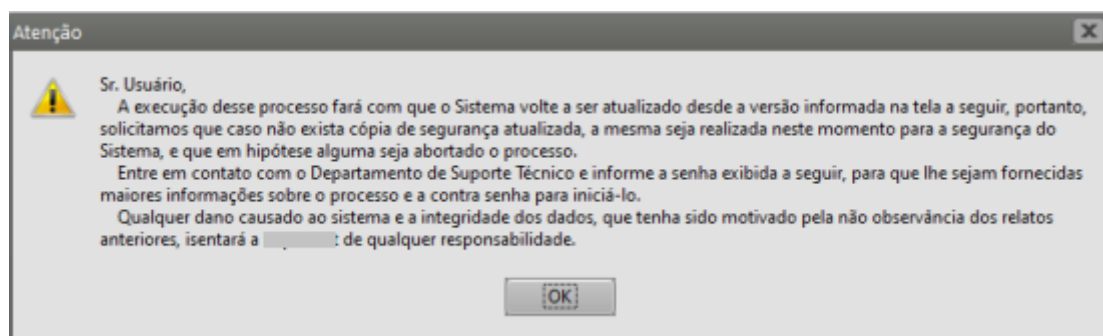 Atenção
Sr. Usuário,
A execução desse processo fará com que o Sistema volte a ser atualizado desde a versão informada na tela a seguir, portanto,
solicitamos que caso não exista cópia de segurança atualizada, a mesma seja realizada neste momento para a segurança do
Sistema, e que em hipótese alguma seja abortado o processo.
Entre em contato com o Departamento de Suporte Técnico e informe a senha exibida a seguir, para que lhe sejam fornecidas
maiores informações sobre o processo e a contra senha para iniciá-lo.
Qualquer dano causado ao sistema e a integridade dos dados, que tenha sido motivado pela não observância dos relatos
anteriores, isentará a de qualquer responsabilidade.
OK